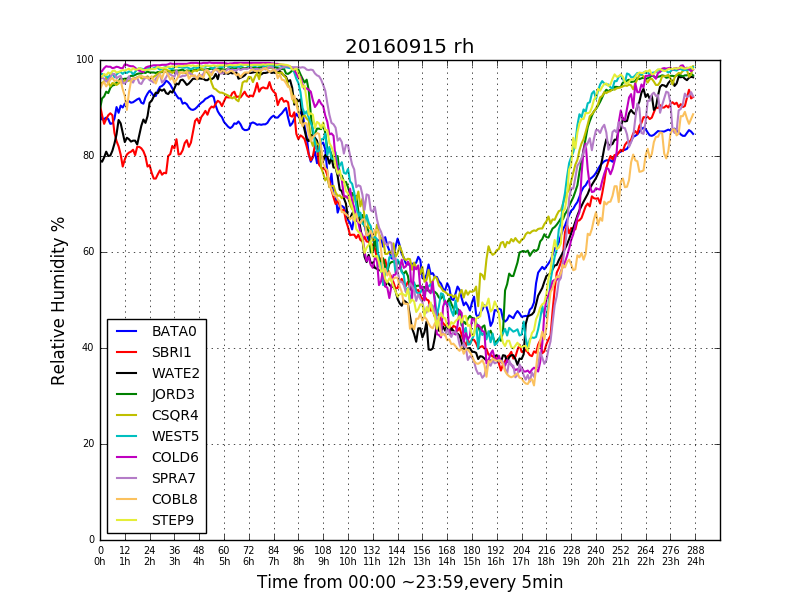 20160915 rh
100
80
60
40
20
0
Relative Humidity %
BATA0
SBRI1
WATE2
JORD3
CSQR4
WEST5
COLD6
SPRA7
COBL8
STEP9
0 12 24 36 48 60 72 84 96 108 120 132 144 156 168 180 192 204 216 228 240 252 264 276 288
0h 1h 2h 3h 4h 5h 6h 7h 8h 9h 10h 11h 12h 13h 14h 15h 16h 17h 18h 19h 20h 21h 22h 23h 24h
Time from 00:00 ~23:59,every 5min